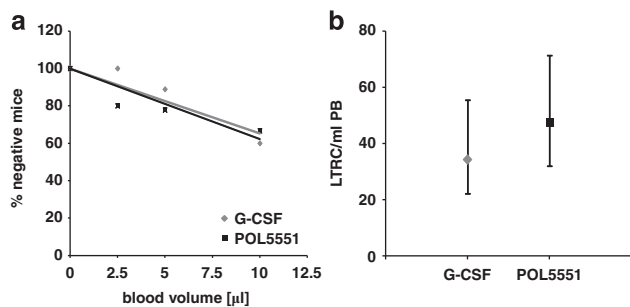 a
120
100
80
60
40
20
0
% negative mice
0 2.5 5 7.5 10 12.5
blood volume [µl]
G-CSF
POL5551
b
80
60
40
20
0
LTRC/ml PB
G-CSF POL5551